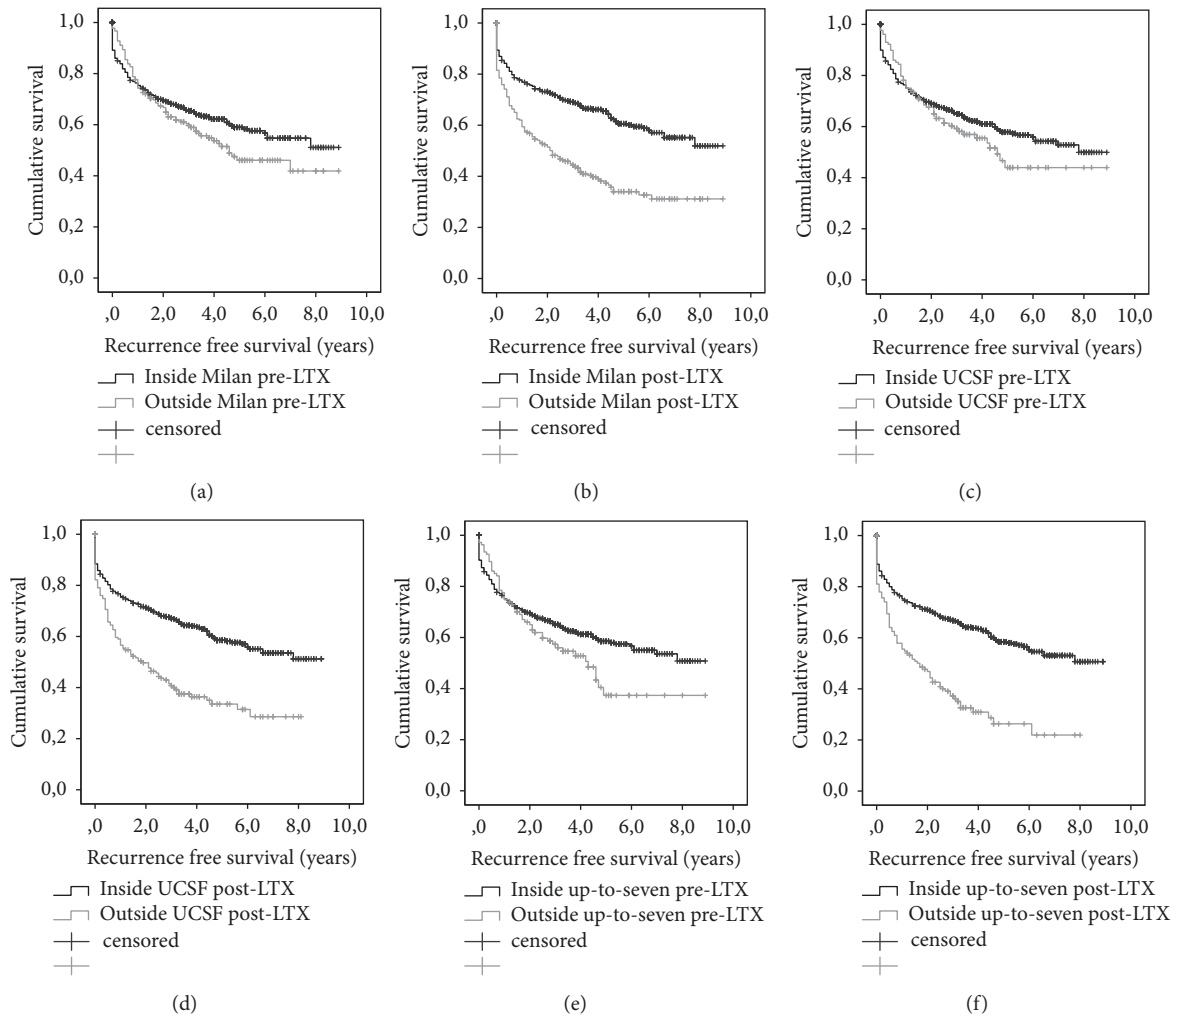 1,0
0,8
0,6
0,4
0,2
0,0
Cumulative survival
,0 2,0 4,0 6,0 8,0 10,0
Recurrence free survival (years)
Inside Milan pre-LTX
Outside Milan pre-LTX
censored
(a)
1,0
0,8
0,6
0,4
0,2
0,0
Cumulative survival
,0 2,0 4,0 6,0 8,0 10,0
Recurrence free survival (years)
Inside Milan post-LTX
Outside Milan post-LTX
censored
(b)
1,0
0,8
0,6
0,4
0,2
0,0
Cumulative survival
,0 2,0 4,0 6,0 8,0 10,0
Recurrence free survival (years)
Inside UCSF pre-LTX
Outside UCSF pre-LTX
censored
(c)
1,0
0,8
0,6
0,4
0,2
0,0
Cumulative survival
,0 2,0 4,0 6,0 8,0 10,0
Recurrence free survival (years)
Inside UCSF post-LTX
Outside UCSF post-LTX
censored
(d)
1,0
0,8
0,6
0,4
0,2
0,0
Cumulative survival
,0 2,0 4,0 6,0 8,0 10,0
Recurrence free survival (years)
Inside up-to-seven pre-LTX
Outside up-to-seven pre-LTX
censored
(e)
1,0
0,8
0,6
0,4
0,2
0,0
Cumulative survival
,0 2,0 4,0 6,0 8,0 10,0
Recurrence free survival (years)
Inside up-to-seven post-LTX
Outside up-to-seven post-LTX
censored
(f)